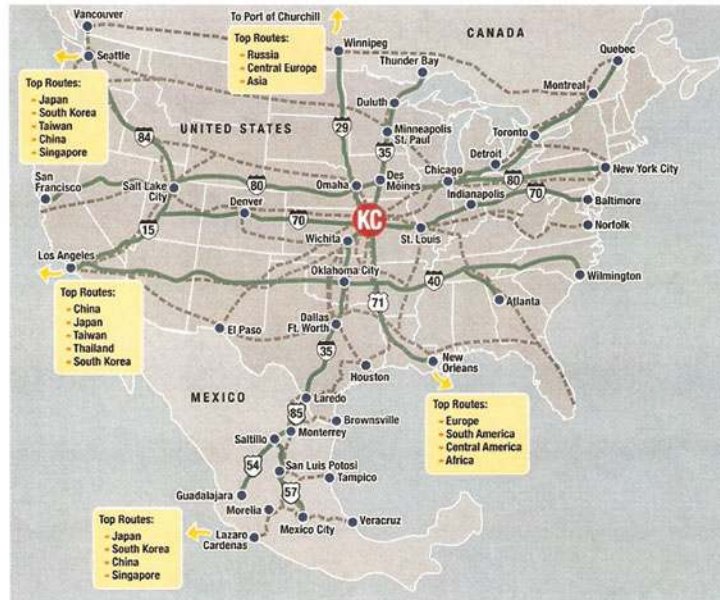 Vancouver
Seattle
To Port of Churchill
Top Routes:
Russia
Central Europe
Asia
CANADA
Winnipeg
Thunder Bay
Quebec
Top Routes:
Japan
South Korea
Taiwan
China
Singapore
84
UNITED STATES
29
Duluth
Minneapolis
St. Paul
35
Montreal
Toronto
Detroit
Chicago
80
New York City
San
Francisco
Salt Lake
City
80
Omaha
Des
Moines
Indianapolis
70
Baltimore
Denver
70
KC
St. Louis
Norfolk
15
Wichita
Los Angeles
Oklahoma City
40
Wilmington
Top Routes:
China
Japan
Taiwan
Thailand
South Korea
El Paso
Dallas
Ft. Worth
71
Atlanta
35
Houston
New
Orleans
MEXICO
Laredo
85
Brownsville
Top Routes:
Europe
South America
Central America
Africa
Saltillo
Monterrey
54
San Luis Potosi
Tampico
Guadalajara
57
Morelia
Mexico City
Veracruz
Lazaro
Cardenas
Top Routes:
Japan
South Korea
China
Singapore